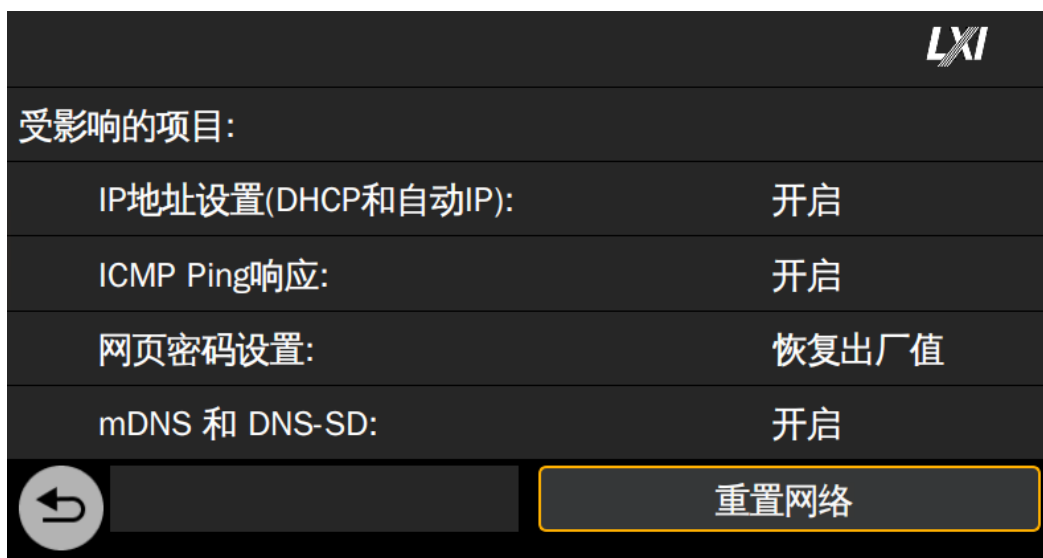 LXI
受影响的项目:
IP地址设置(DHCP和自动IP): 开启
ICMP Ping响应: 开启
网页密码设置: 恢复出厂值
mDNS 和 DNS-SD: 开启
重置网络